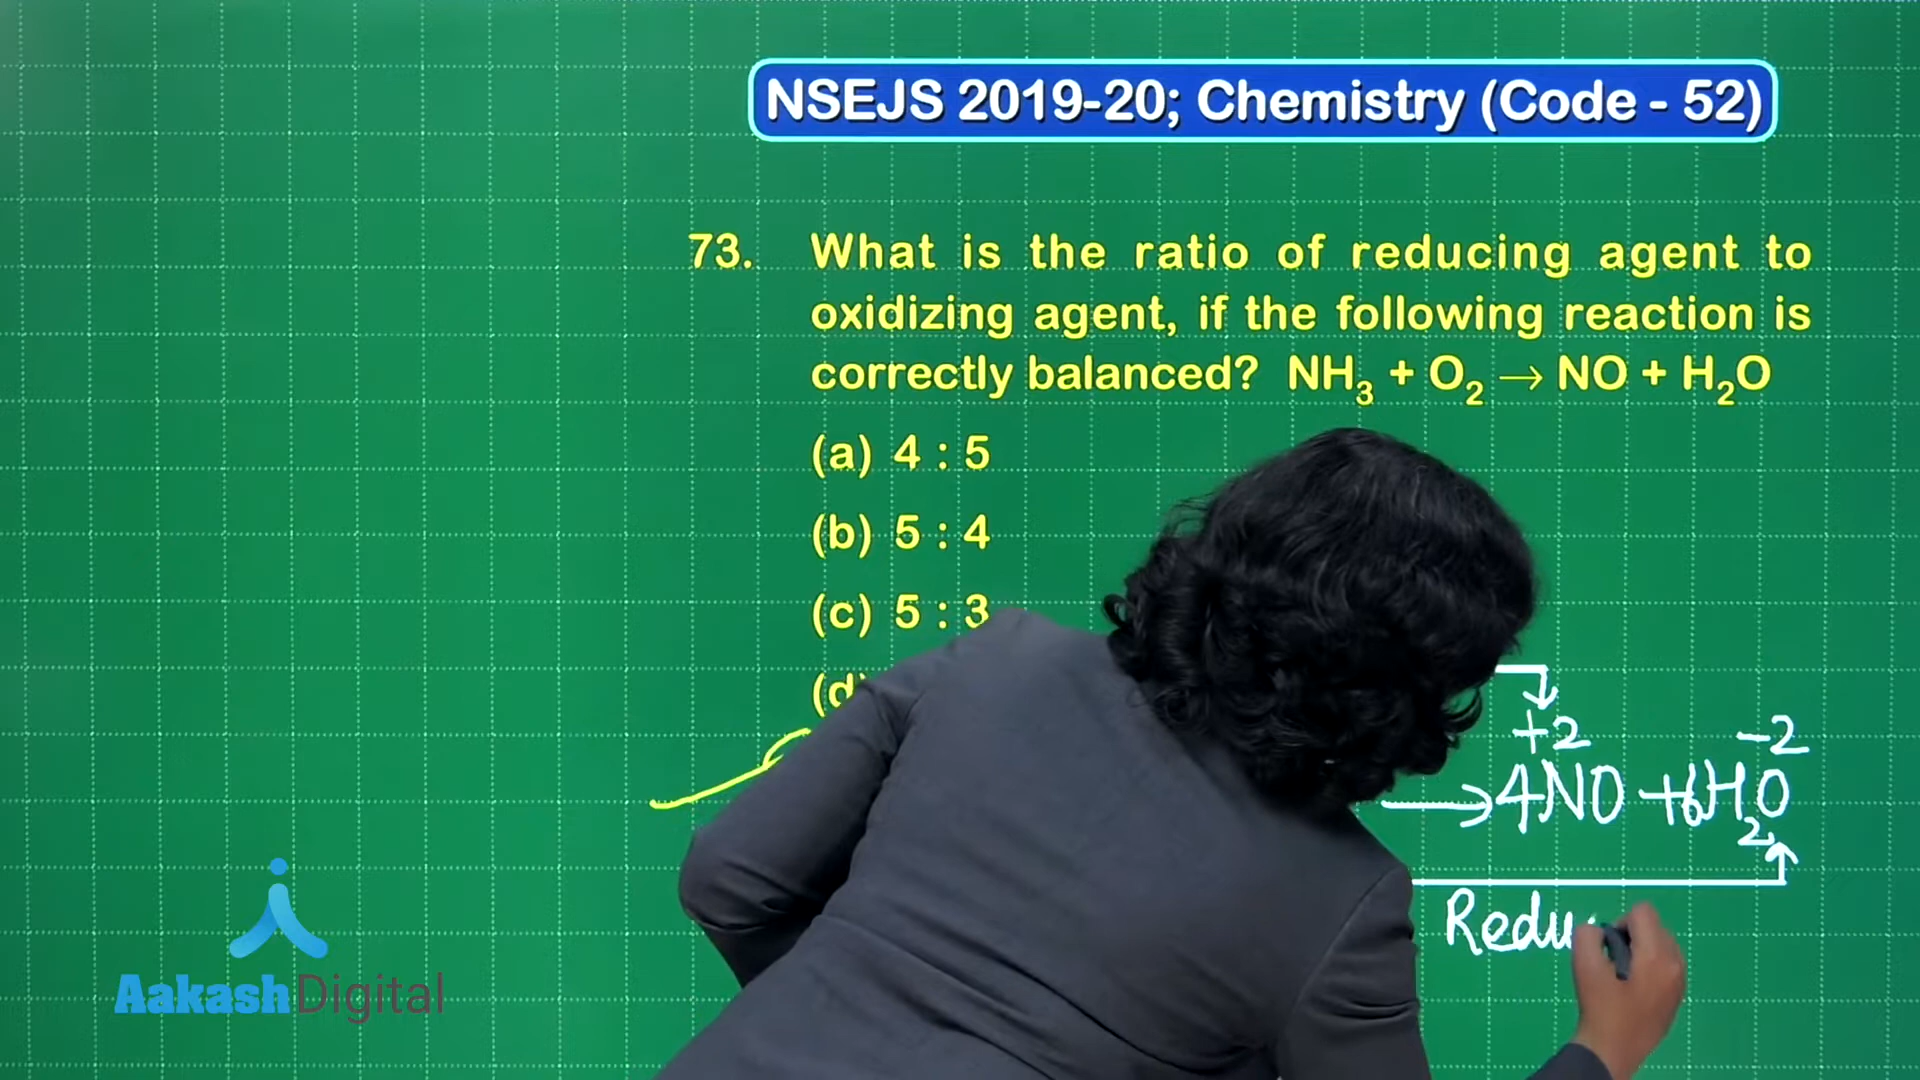 NSEJS 2019-20; Chemistry (Code - 52)
73. What is the ratio of reducing agent to
oxidizing agent, if the following reaction is
correctly balanced? NH₃ + O₂ → NO + H₂O
(a) 4 : 5
(b) 5 : 4
(c) 5 : 3
(d)
+2 -2
→ 4NO + 6H₂O
Redu
Aakash Digital